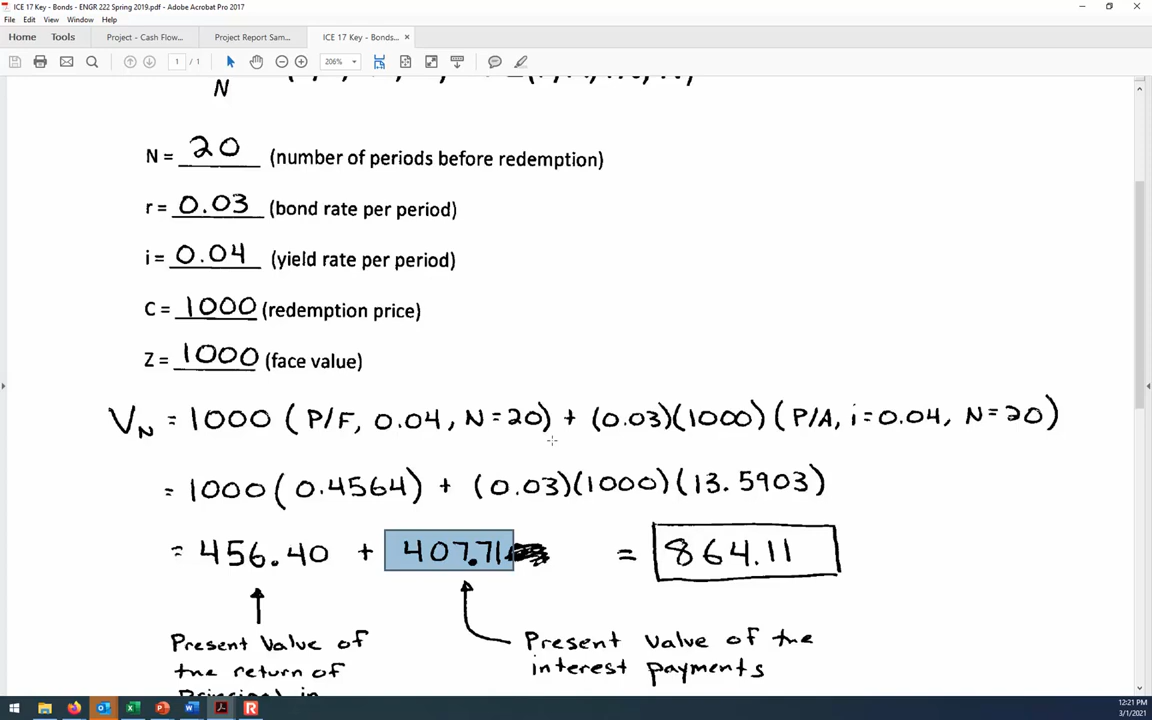 ICE 17 Key - Bonds - ENGR 222 Spring 2019.pdf - Adobe Acrobat Pro 2017
File Edit View Window Help
Home Tools Project - Cash Flow... Project Report Sam... ICE 17 Key - Bonds... ×
1 / 1 206%
N
N = 20 (number of periods before redemption)
r = 0.03 (bond rate per period)
i = 0.04 (yield rate per period)
C = 1000 (redemption price)
Z = 1000 (face value)
V_N = 1000 ( P/F, 0.04, N=20) + (0.03)(1000)( P/A, i=0.04, N=20)
= 1000 ( 0.4564) + (0.03)(1000)(13.5903)
= 456.40 + 407.71 = 864.11
Present Value of the return of principal in
Present value of the interest payments
12:21 PM
3/1/2021